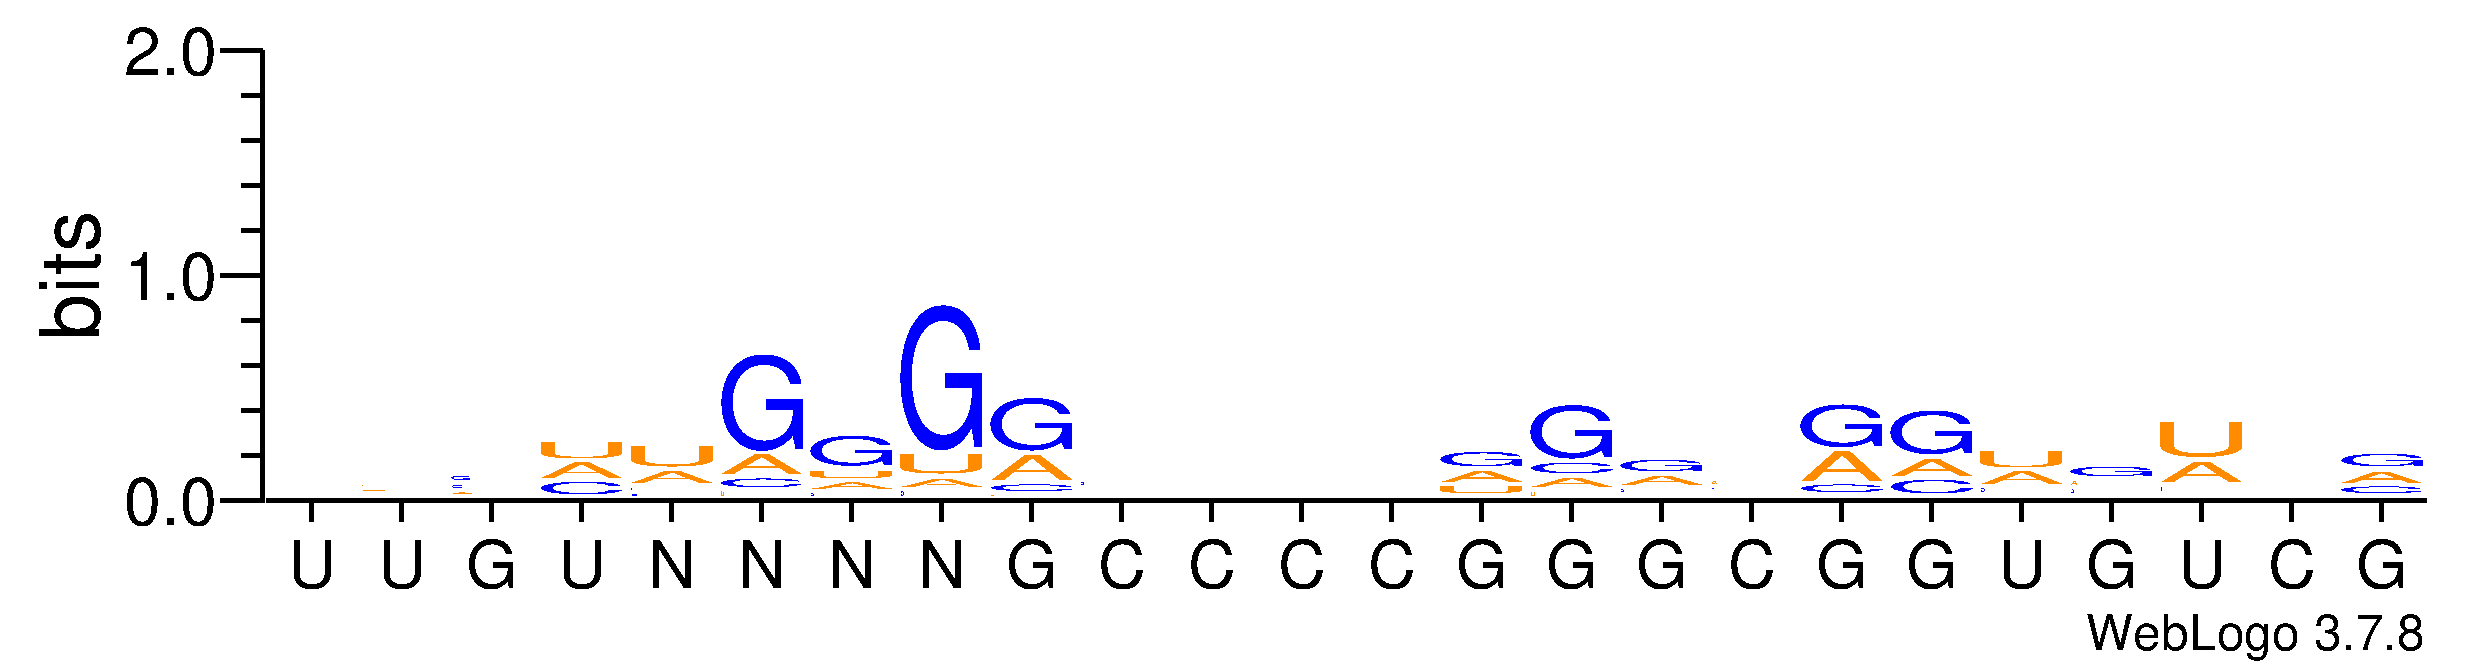 2.0
bits
1.0
0.0
U U G U N N N N G C C C C G G G C G G U G U C G
WebLogo 3.7.8